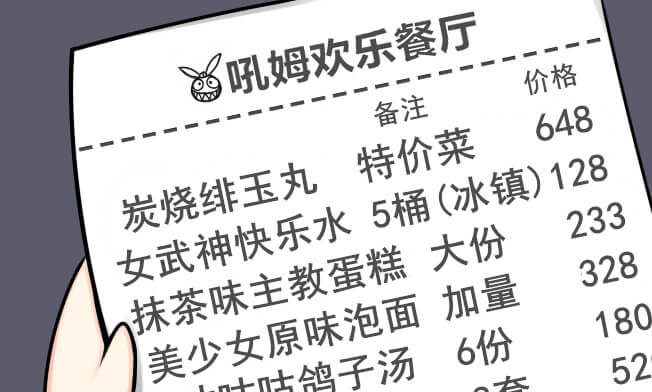 吼姆欢乐餐厅
备注 价格
炭烧绯玉丸 特价菜 648
女武神快乐水 5桶(冰镇) 128
抹茶味主教蛋糕 大份 233
美少女原味泡面 加量 328
咕咕鸽子汤 6份 180
套 52